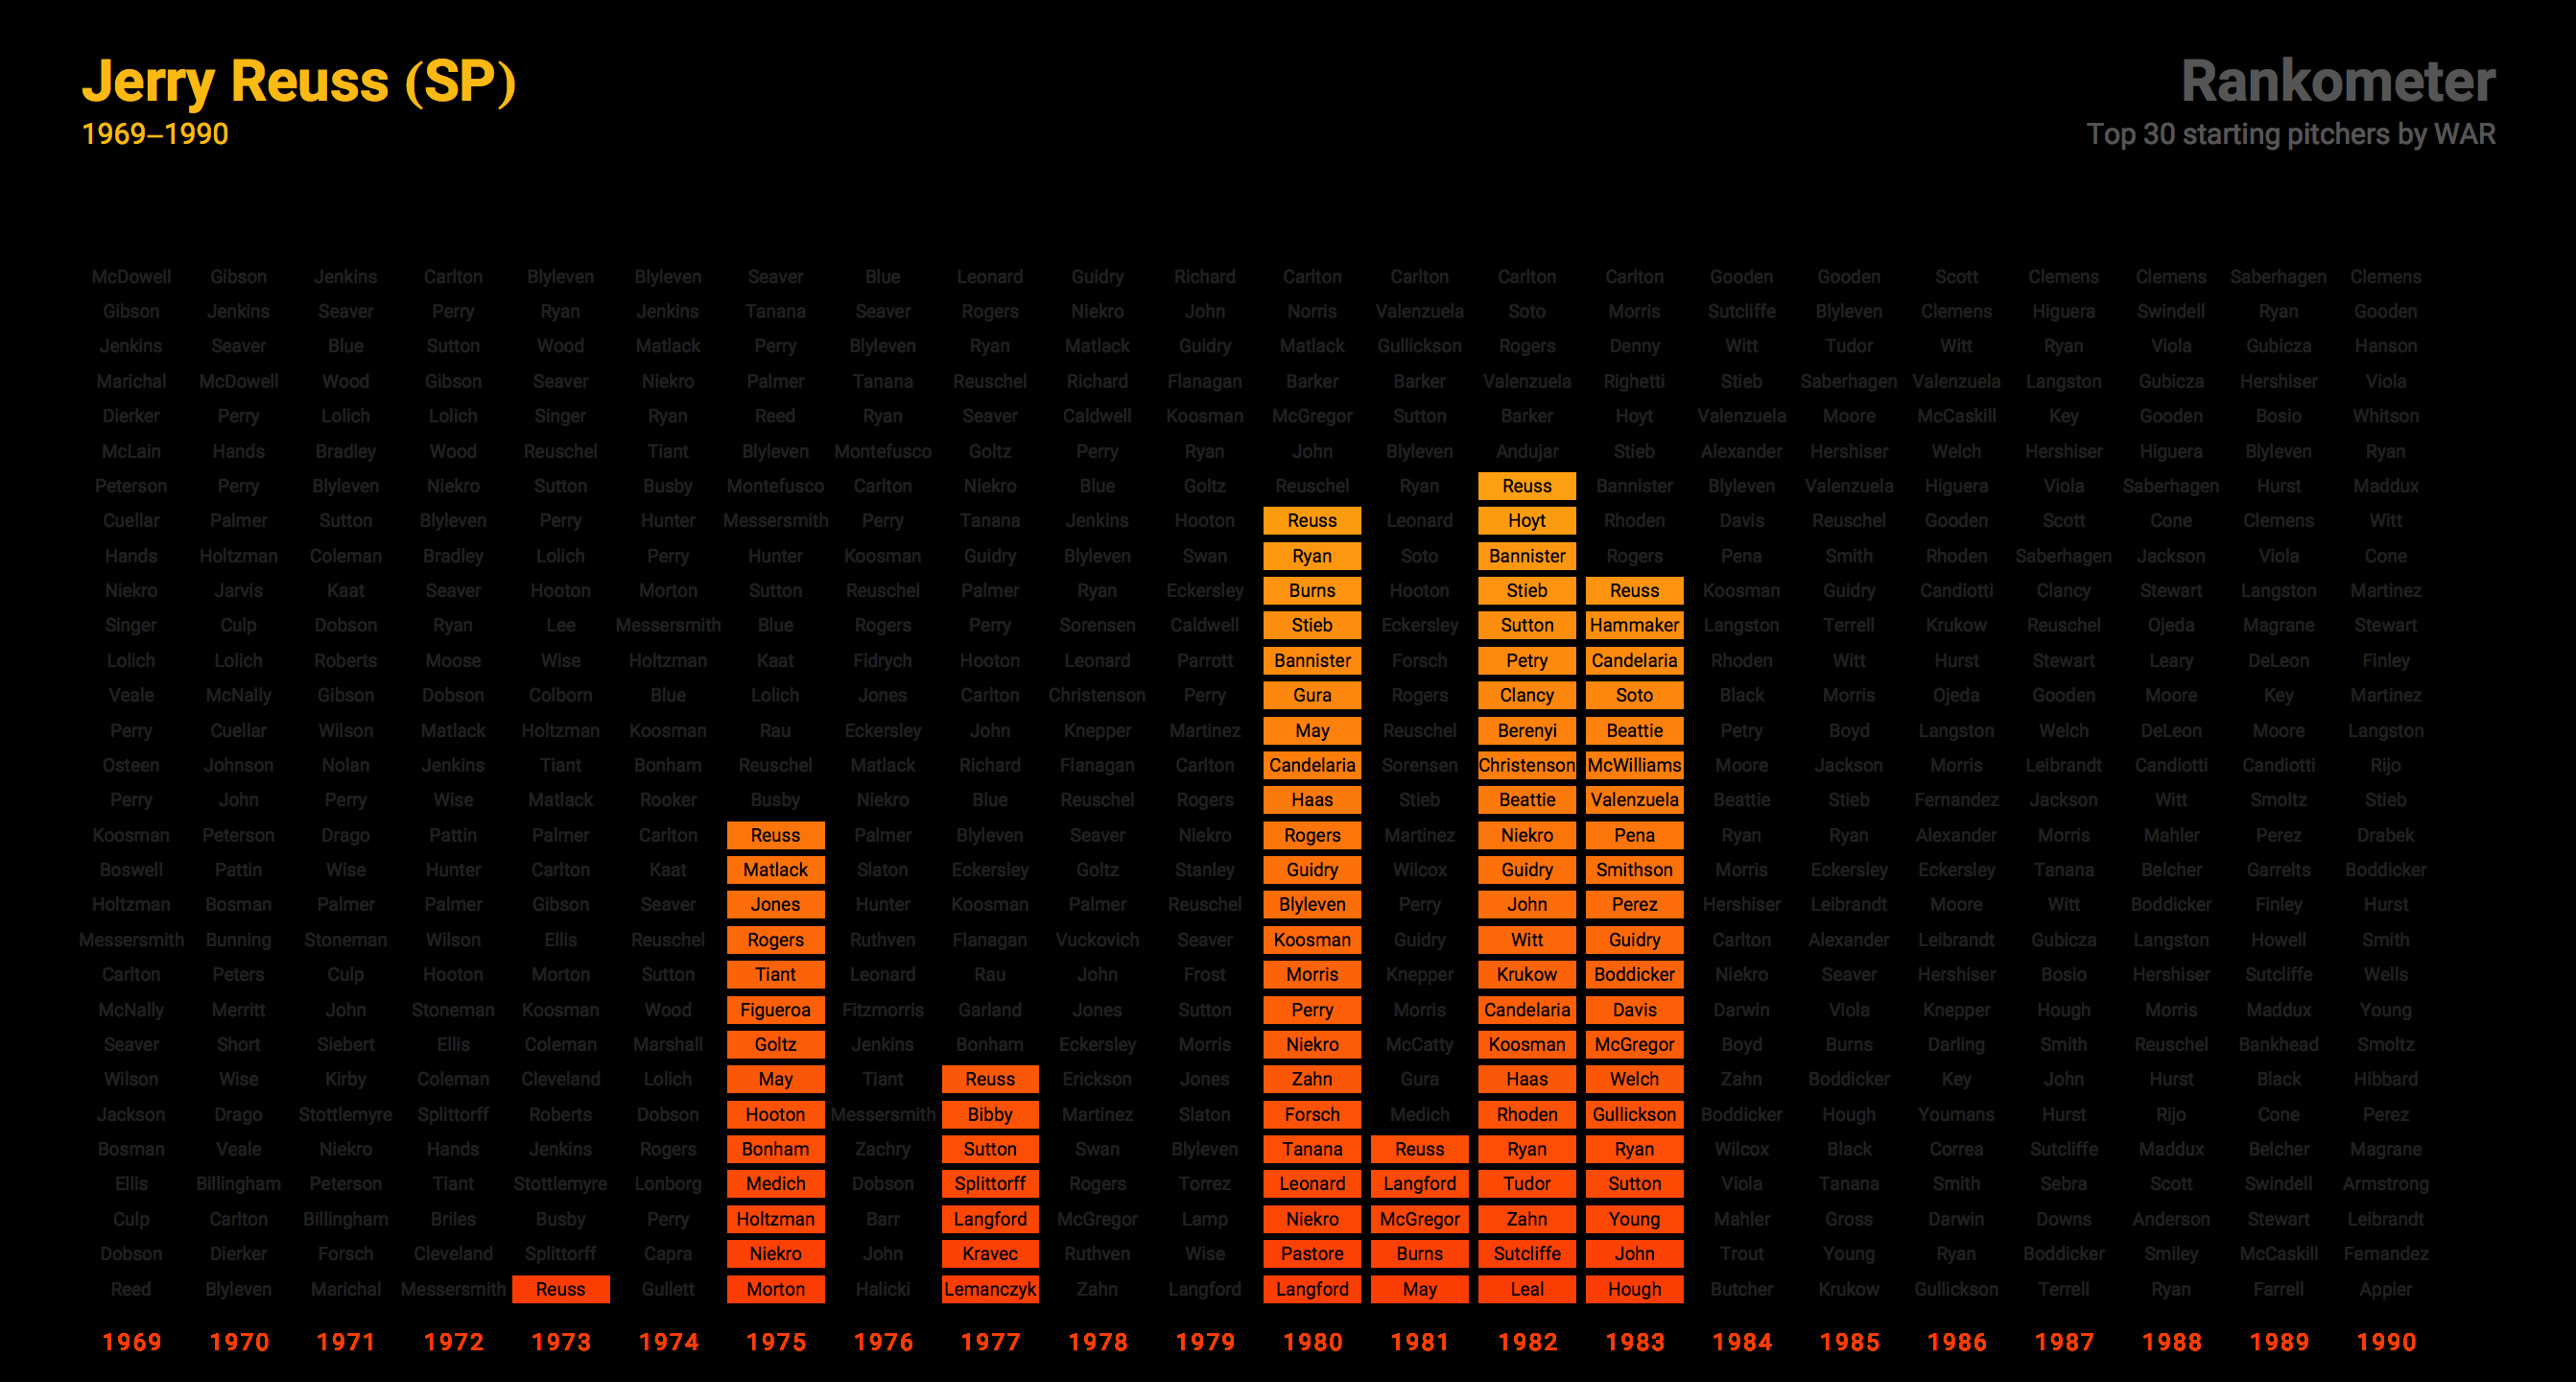 Jerry Reuss (SP)
Rankometer
1969–1990
Top 30 starting pitchers by WAR
McDowell Gibson Jenkins Carlton Blyleven Blyleven Seaver Blue Leonard Guidry Richard Carlton Carlton Carlton Carlton Gooden Gooden Scott Clemens Clemens Saberhagen Clemens
Gibson Jenkins Seaver Perry Ryan Jenkins Tanana Seaver Rogers Niekro John Norris Valenzuela Soto Morris Sutcliffe Blyleven Clemens Higuera Swindell Ryan Gooden
Jenkins Seaver Blue Sutton Wood Matlack Perry Blyleven Ryan Matlack Guidry Matlack Gullickson Rogers Denny Witt Tudor Witt Ryan Viola Gubicza Hanson
Marichal McDowell Wood Gibson Seaver Niekro Palmer Tanana Reuschel Richard Flanagan Barker Barker Valenzuela Righetti Stieb Saberhagen Valenzuela Langston Gubicza Hershiser Viola
Dierker Perry Lolich Lolich Singer Ryan Reed Ryan Seaver Caldwell Koosman McGregor Sutton Barker Hoyt Valenzuela Moore McCaskill Key Gooden Bosio Whitson
McLain Hands Bradley Wood Reuschel Tiant Blyleven Montefusco Goltz Perry Ryan John Blyleven Andujar Stieb Alexander Hershiser Welch Hershiser Higuera Blyleven Ryan
Peterson Perry Blyleven Niekro Sutton Busby Montefusco Carlton Niekro Blue Goltz Reuschel Ryan Reuss Bannister Blyleven Valenzuela Higuera Viola Saberhagen Hurst Maddux
Cuellar Palmer Sutton Blyleven Perry Hunter Messersmith Perry Tanana Jenkins Hooton Reuss Leonard Hoyt Rhoden Davis Reuschel Gooden Scott Cone Clemens Witt
Hands Holtzman Coleman Bradley Lolich Perry Hunter Koosman Guidry Blyleven Swan Ryan Soto Bannister Rogers Pena Smith Rhoden Saberhagen Jackson Viola Cone
Niekro Jarvis Kaat Seaver Hooton Morton Sutton Reuschel Palmer Ryan Eckersley Burns Hooton Stieb Reuss Koosman Guidry Candiotti Clancy Stewart Langston Martinez
Singer Culp Dobson Ryan Lee Messersmith Blue Rogers Perry Sorensen Caldwell Stieb Eckersley Sutton Hammaker Langston Terrell Krukow Reuschel Ojeda Magrane Stewart
Lolich Lolich Roberts Moose Wise Holtzman Kaat Fidrych Hooton Leonard Parrott Bannister Forsch Petry Candelaria Rhoden Witt Hurst Stewart Leary DeLeon Finley
Veale McNally Gibson Dobson Colborn Blue Lolich Jones Carlton Christenson Perry Gura Rogers Clancy Soto Black Morris Ojeda Gooden Moore Key Martinez
Perry Cuellar Wilson Matlack Holtzman Koosman Rau Eckersley John Knepper Martinez May Reuschel Berenyi Beattie Petry Boyd Langston Welch DeLeon Moore Langston
Osteen Johnson Nolan Jenkins Tiant Bonham Reuschel Matlack Richard Flanagan Carlton Candelaria Sorensen Christenson McWilliams Moore Jackson Morris Leibrandt Candiotti Candiotti Rijo
Perry John Perry Wise Matlack Rooker Busby Niekro Blue Reuschel Rogers Haas Stieb Beattie Valenzuela Beattie Stieb Fernandez Jackson Witt Smoltz Stieb
Koosman Peterson Drago Pattin Palmer Carlton Reuss Palmer Blyleven Seaver Niekro Rogers Martinez Niekro Pena Ryan Ryan Alexander Morris Mahler Perez Drabek
Boswell Pattin Wise Hunter Carlton Kaat Matlack Slaton Eckersley Goltz Stanley Guidry Wilcox Guidry Smithson Morris Eckersley Eckersley Tanana Belcher Garrelts Boddicker
Holtzman Bosman Palmer Palmer Gibson Seaver Jones Hunter Koosman Palmer Reuschel Blyleven Perry John Perez Hershiser Leibrandt Moore Witt Boddicker Finley Hurst
Messersmith Bunning Stoneman Wilson Ellis Reuschel Rogers Ruthven Flanagan Vuckovich Seaver Koosman Guidry Witt Guidry Carlton Alexander Leibrandt Gubicza Langston Howell Smith
Carlton Peters Culp Hooton Morton Sutton Tiant Leonard Rau John Frost Morris Knepper Krukow Boddicker Niekro Seaver Hershiser Bosio Hershiser Sutcliffe Wells
McNally Merritt John Stoneman Koosman Wood Figueroa Fitzmorris Garland Jones Sutton Perry Morris Candelaria Davis Darwin Viola Knepper Hough Morris Maddux Young
Seaver Short Siebert Ellis Coleman Marshall Goltz Jenkins Bonham Eckersley Morris Niekro McCatty Koosman McGregor Boyd Burns Darling Smith Reuschel Bankhead Smoltz
Wilson Wise Kirby Coleman Cleveland Lolich May Tiant Reuss Erickson Jones Zahn Gura Haas Welch Zahn Boddicker Key John Hurst Black Hibbard
Jackson Drago Stottlemyre Splittorff Roberts Dobson Hooton Messersmith Bibby Martinez Slaton Forsch Medich Rhoden Gullickson Boddicker Hough Youmans Hurst Rijo Cone Perez
Bosman Veale Niekro Hands Jenkins Rogers Bonham Zachry Sutton Swan Blyleven Tanana Reuss Ryan Ryan Wilcox Black Correa Sutcliffe Maddux Belcher Magrane
Ellis Billingham Peterson Tiant Stottlemyre Lonborg Medich Dobson Splittorff Rogers Torrez Leonard Langford Tudor Sutton Viola Tanana Smith Sebra Scott Swindell Armstrong
Culp Carlton Billingham Briles Busby Perry Holtzman Barr Langford McGregor Lamp Niekro McGregor Zahn Young Mahler Gross Darwin Downs Anderson Stewart Leibrandt
Dobson Dierker Forsch Cleveland Splittorff Capra Niekro John Kravec Ruthven Wise Pastore Burns Sutcliffe John Trout Young Ryan Boddicker Smiley McCaskill Fernandez
Reed Blyleven Marichal Messersmith Reuss Gullett Morton Halicki Lemanczyk Zahn Langford Langford May Leal Hough Butcher Krukow Gullickson Terrell Ryan Farrell Appier
1969 1970 1971 1972 1973 1974 1975 1976 1977 1978 1979 1980 1981 1982 1983 1984 1985 1986 1987 1988 1989 1990